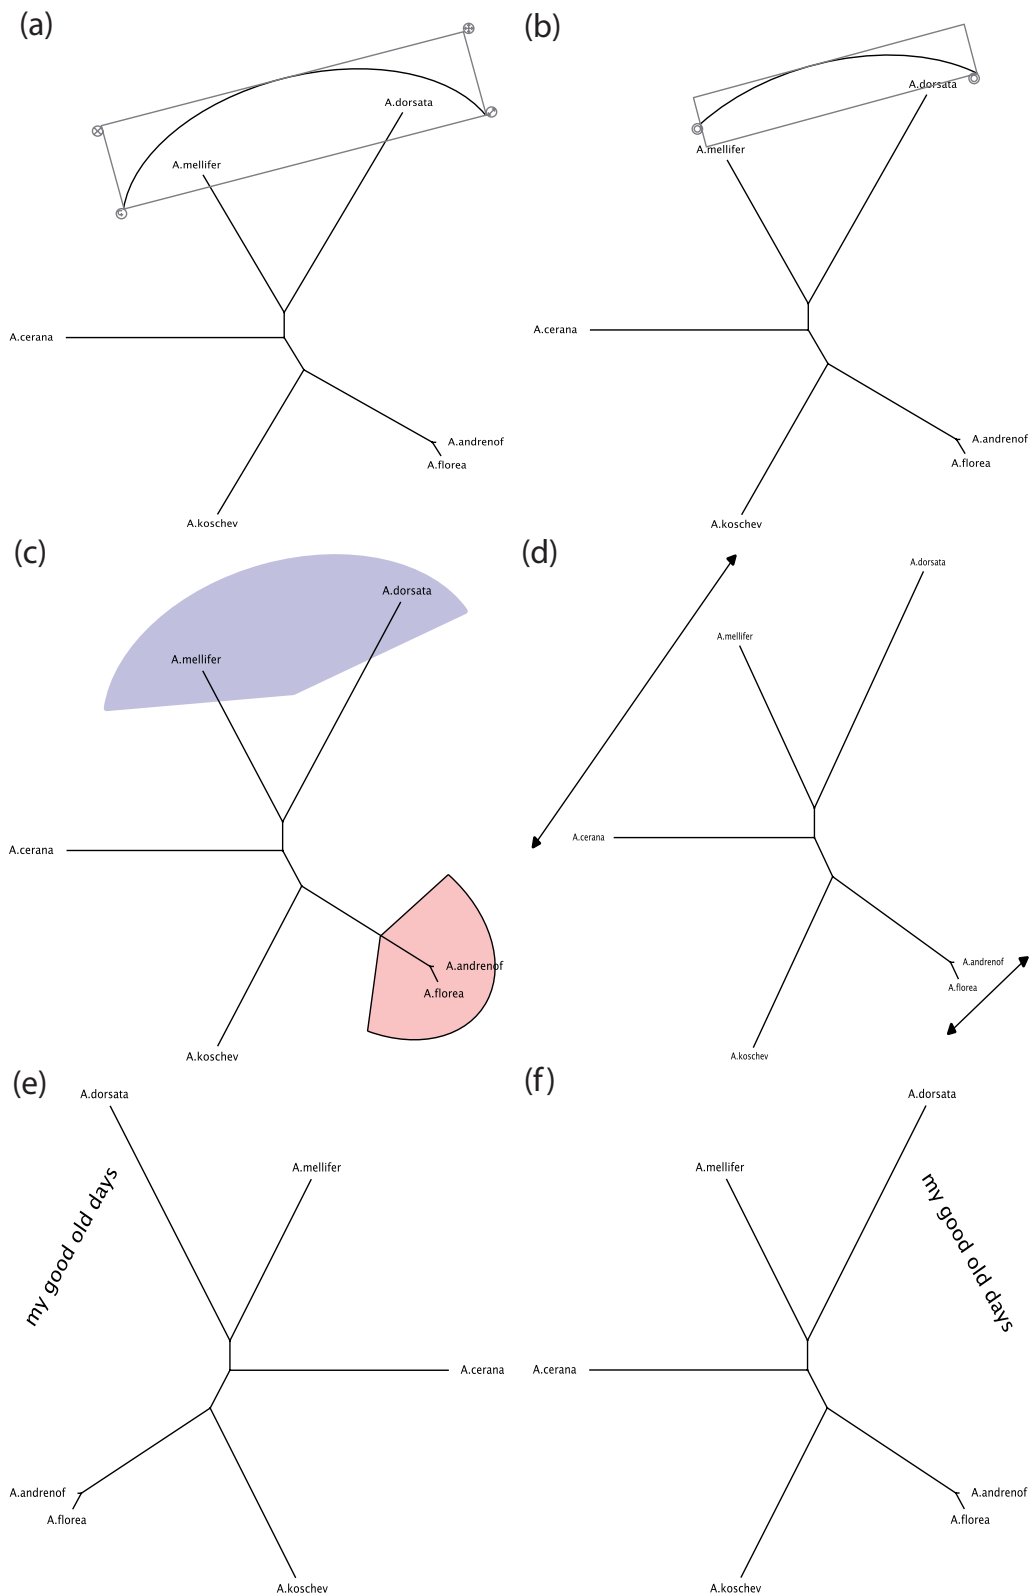 (a)
A.dorsata
A.mellifer
A.cerana
A.andrenof
A.florea
A.koschev
(b)
A.dorsata
A.mellifer
A.cerana
A.andrenof
A.florea
A.koschev
(c)
A.dorsata
A.mellifer
A.cerana
A.andrenof
A.florea
A.koschev
(d)
A.dorsata
A.mellifer
A.cerana
A.andrenof
A.florea
A.koschev
(e)
A.dorsata
A.mellifer
my good old days
A.cerana
A.andrenof
A.florea
A.koschev
(f)
A.dorsata
A.mellifer
my good old days
A.cerana
A.andrenof
A.florea
A.koschev